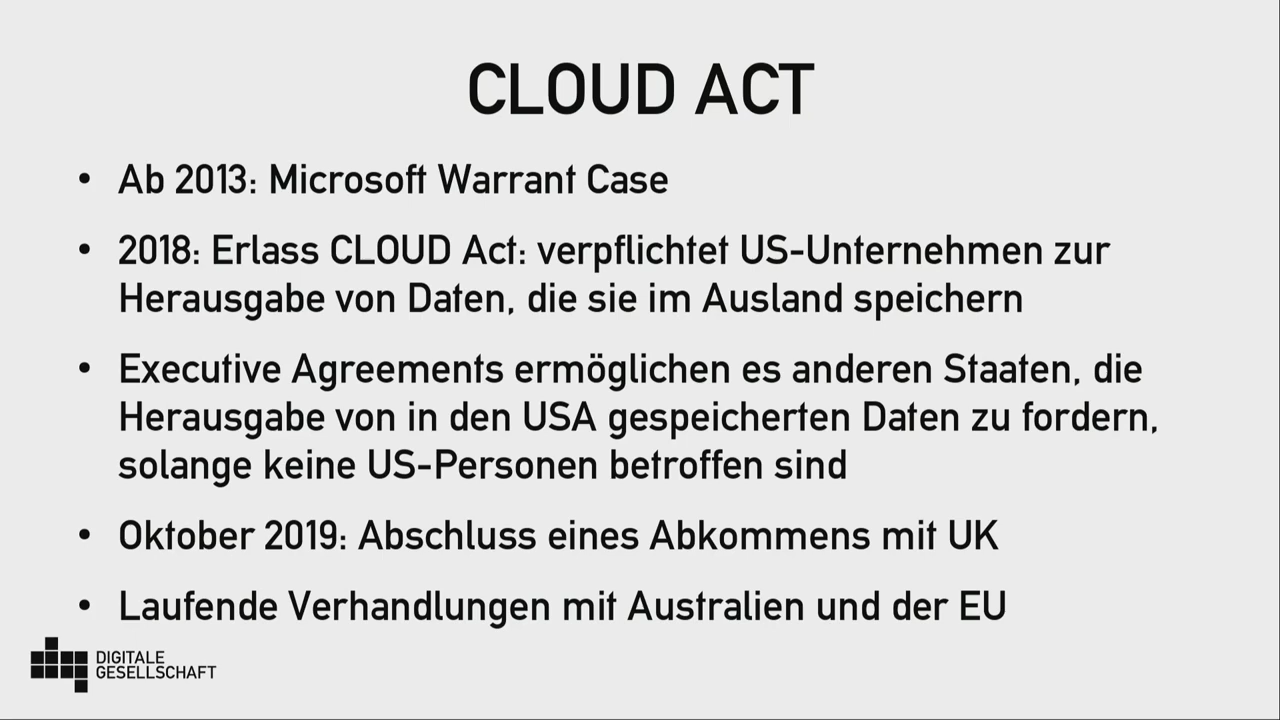 CLOUD ACT
• Ab 2013: Microsoft Warrant Case
• 2018: Erlass CLOUD Act: verpflichtet US-Unternehmen zur
Herausgabe von Daten, die sie im Ausland speichern
• Executive Agreements ermöglichen es anderen Staaten, die
Herausgabe von in den USA gespeicherten Daten zu fordern,
solange keine US-Personen betroffen sind
• Oktober 2019: Abschluss eines Abkommens mit UK
• Laufende Verhandlungen mit Australien und der EU
DIGITALE
GESELLSCHAFT